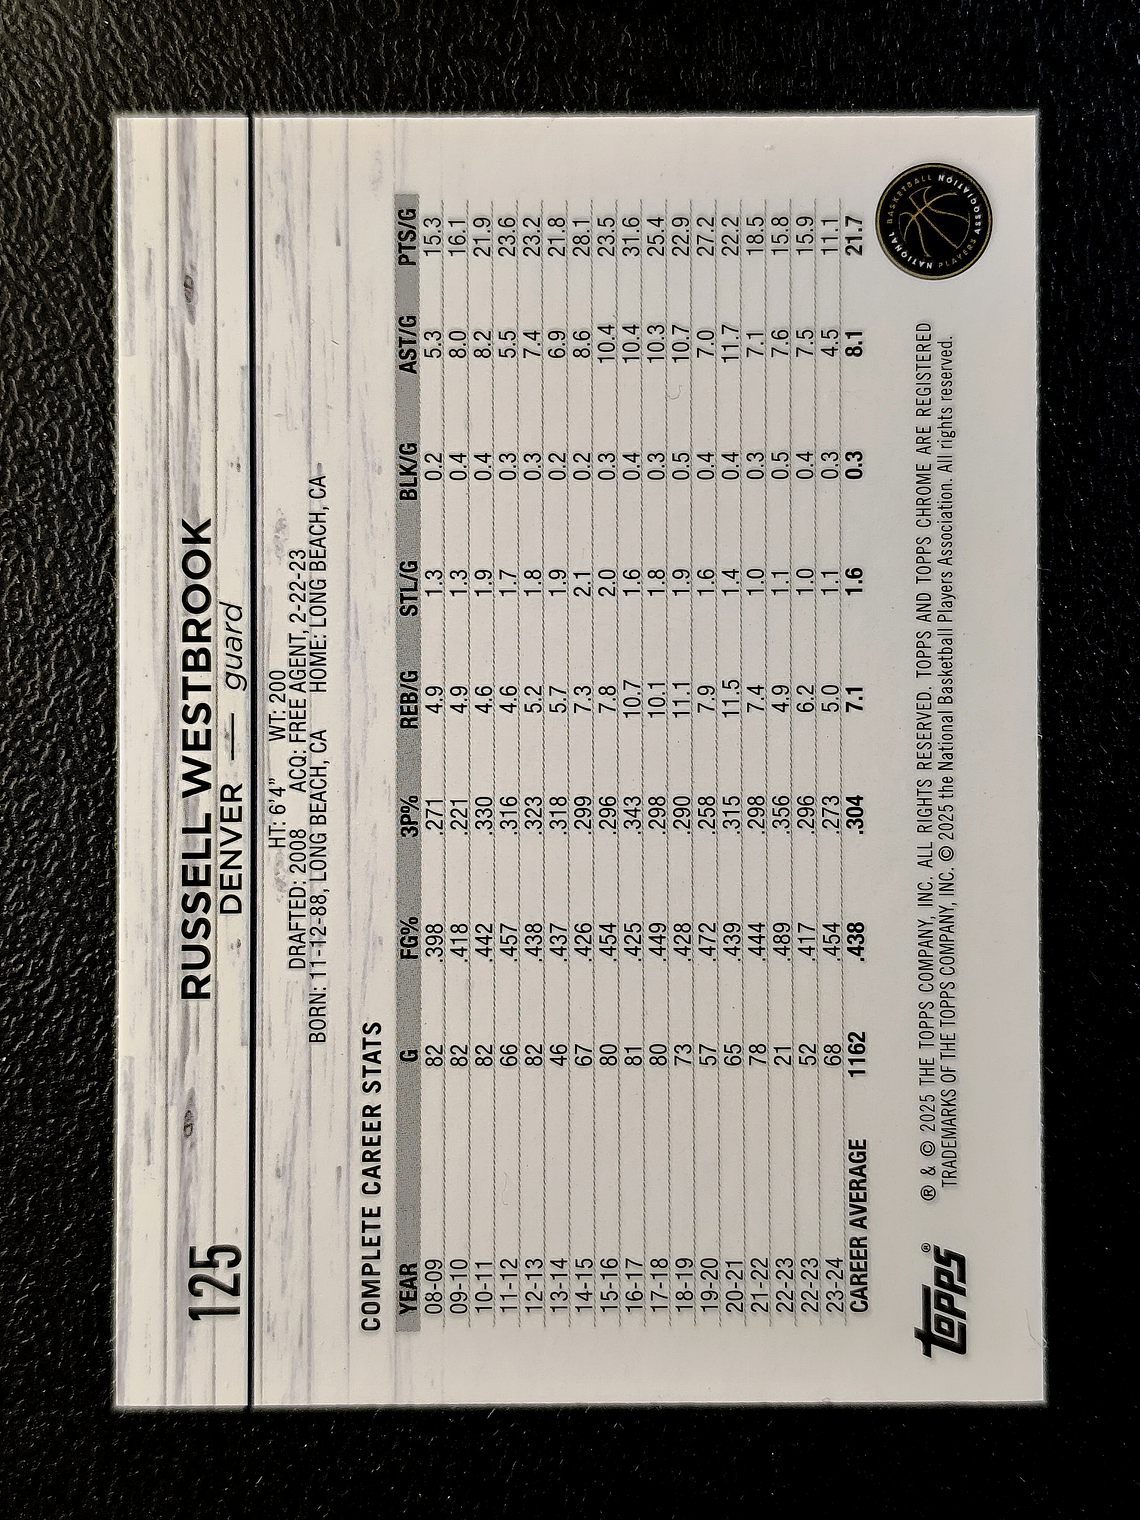 125
RUSSELL WESTBROOK
DENVER — guard
HT: 6'4" WT: 200
DRAFTED: 2008 ACQ: FREE AGENT, 2-22-23
BORN: 11-12-88, LONG BEACH, CA HOME: LONG BEACH, CA
COMPLETE CAREER STATS
YEAR G FG% 3P% REB/G STL/G BLK/G AST/G PTS/G
08-09 82 .398 .271 4.9 1.3 0.2 5.3 15.3
09-10 82 .418 .221 4.9 1.3 0.4 8.0 16.1
10-11 82 .442 .330 4.6 1.9 0.4 8.2 21.9
11-12 66 .457 .316 4.6 1.7 0.3 5.5 23.6
12-13 82 .438 .323 5.2 1.8 0.3 7.4 23.2
13-14 46 .437 .318 5.7 1.9 0.2 6.9 21.8
14-15 67 .426 .299 7.3 2.1 0.2 8.6 28.1
15-16 80 .454 .296 7.8 2.0 0.3 10.4 23.5
16-17 81 .425 .343 10.7 1.6 0.4 10.4 31.6
17-18 80 .449 .298 10.1 1.8 0.3 10.3 25.4
18-19 73 .428 .290 11.1 1.9 0.5 10.7 22.9
19-20 57 .472 .258 7.9 1.6 0.4 7.0 27.2
20-21 65 .439 .315 11.5 1.4 0.4 11.7 22.2
21-22 78 .444 .298 7.4 1.0 0.3 7.1 18.5
22-23 21 .489 .356 4.9 1.1 0.5 7.6 15.8
22-23 52 .417 .296 6.2 1.0 0.4 7.5 15.9
23-24 68 .454 .273 5.0 1.1 0.3 4.5 11.1
CAREER AVERAGE 1162 .438 .304 7.1 1.6 0.3 8.1 21.7
topps®
® & © 2025 THE TOPPS COMPANY, INC. ALL RIGHTS RESERVED. TOPPS AND TOPPS CHROME ARE REGISTERED
TRADEMARKS OF THE TOPPS COMPANY, INC. © 2025 the National Basketball Players Association. All rights reserved.
NATIONAL BASKETBALL
PLAYERS ASSOCIATION